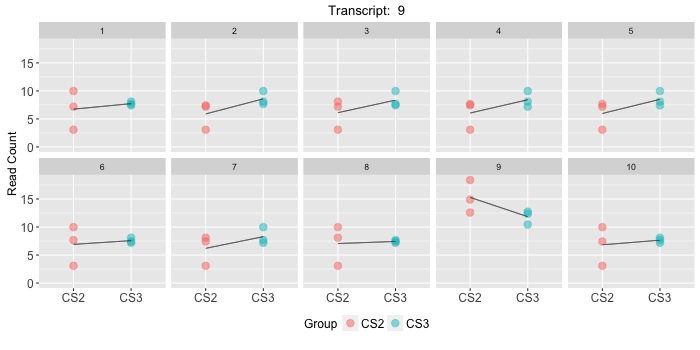 Transcript: 9
1 2 3 4 5
15
10
5
0
Read Count
6 7 8 9 10
15
10
5
0
CS2 CS3 CS2 CS3 CS2 CS3 CS2 CS3 CS2 CS3
Group CS2 CS3